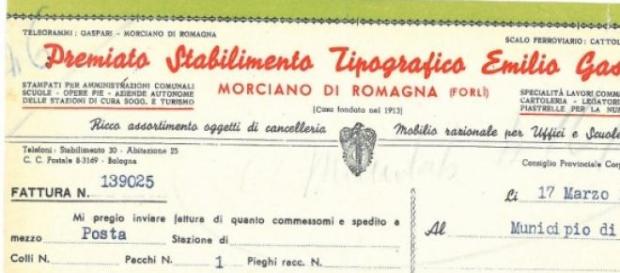 TELEGRAMMI: GASPARI - MORCIANO DI ROMAGNA
SCALO FERROVIARIO: CATTOL
Premiato Stabilimento Tipografico Emilio Gas
STAMPATI PER AMMINISTRAZIONI COMUNALI
SCUOLE - OPERE PIE - AZIENDE AUTONOME
DELLE STAZIONI DI CURA SOGG. E TURISMO
MORCIANO DI ROMAGNA (FORLÌ)
(Casa fondata nel 1913)
SPECIALITÀ LAVORI COMMA
CARTOLERIA - LEGATORI
PIASTRELLE PER LA NU
Ricco assortimento oggetti di cancelleria
Mobilio razionale per Uffici e Scuole
Telefoni: Stabilimento 30 - Abitazione 25
C. C. Postale 8-3169 - Bologna
Consiglio Provinciale Corp
FATTURA N. 139025
Li 17 Marzo
Mi pregio inviare fattura di quanto commessomi e spedito a
mezzo Posta Stazione di
Al Municipio di
Colli N. Pacchi N. 1 Pieghi racc. N.